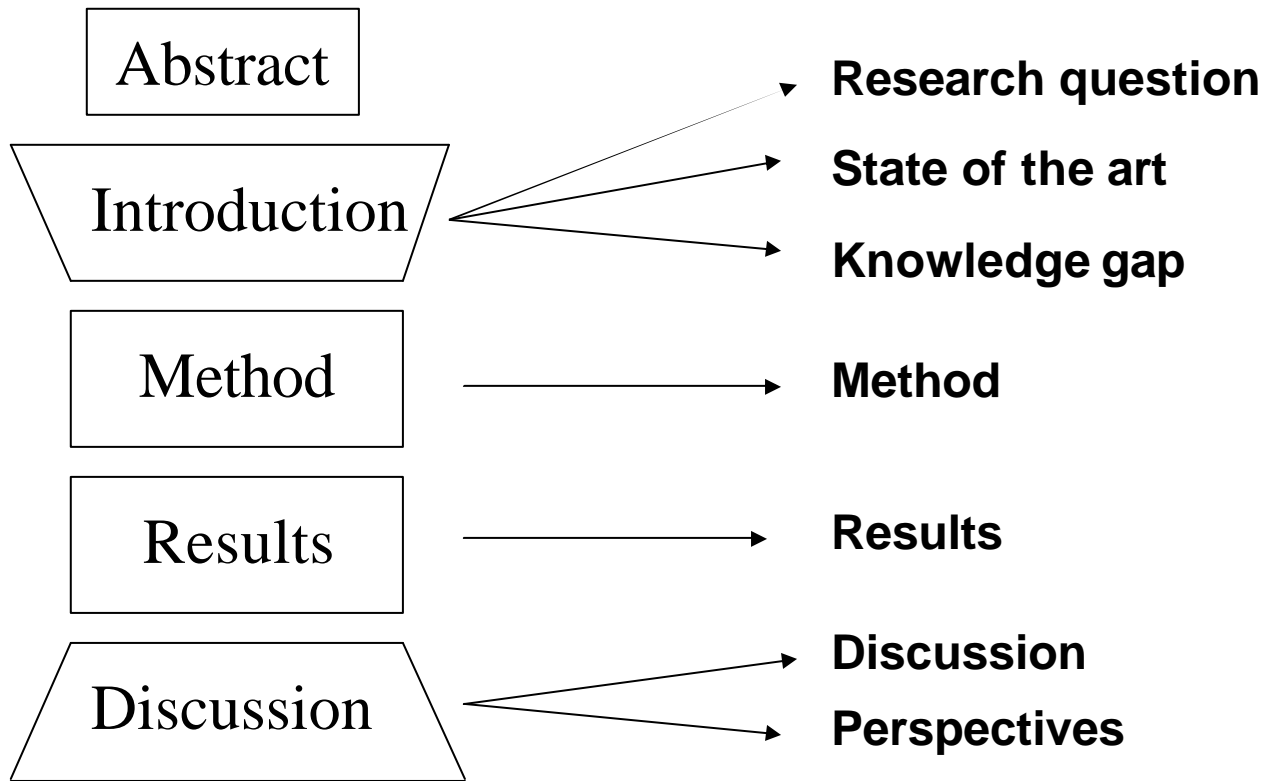 Abstract
Research question
Introduction
State of the art
Knowledge gap
Method
Method
Results
Results
Discussion
Discussion
Perspectives